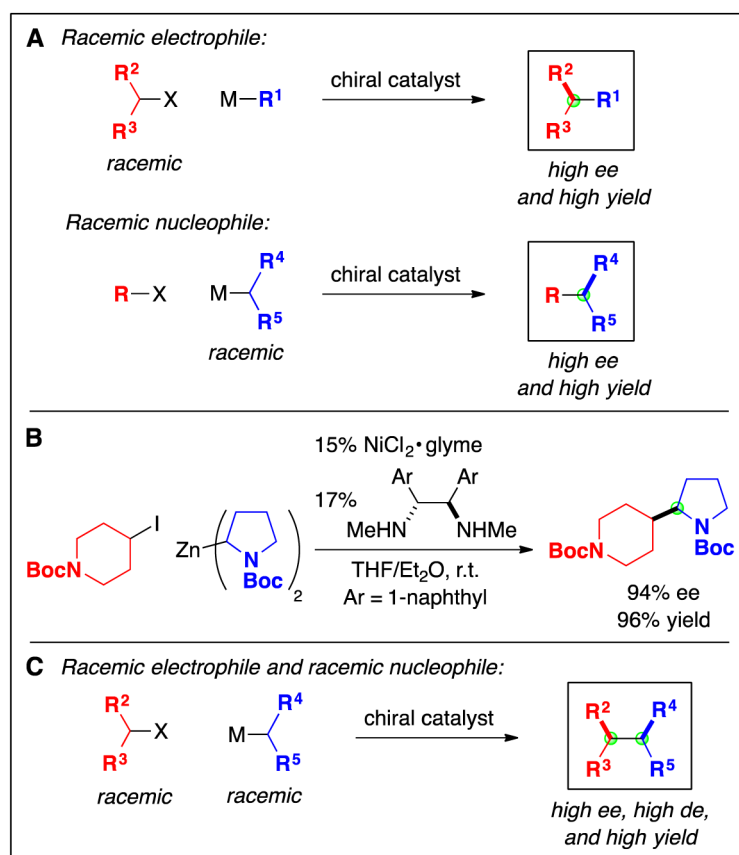 A Racemic electrophile:
R² X M R¹ chiral catalyst R² R¹
R³ R³
racemic high ee
and high yield
Racemic nucleophile:
R⁴ R⁴
R X M chiral catalyst R
R⁵ R⁵
racemic high ee
and high yield
B
15% NiCl₂•glyme
Ar Ar
17%
I MeHN NHMe
Zn N N
BocN Boc 2 THF/Et₂O, r.t. BocN Boc
Ar = 1-naphthyl 94% ee
96% yield
C Racemic electrophile and racemic nucleophile:
R² R⁴ R² R⁴
X M chiral catalyst
R³ R⁵ R³ R⁵
racemic racemic high ee, high de,
and high yield